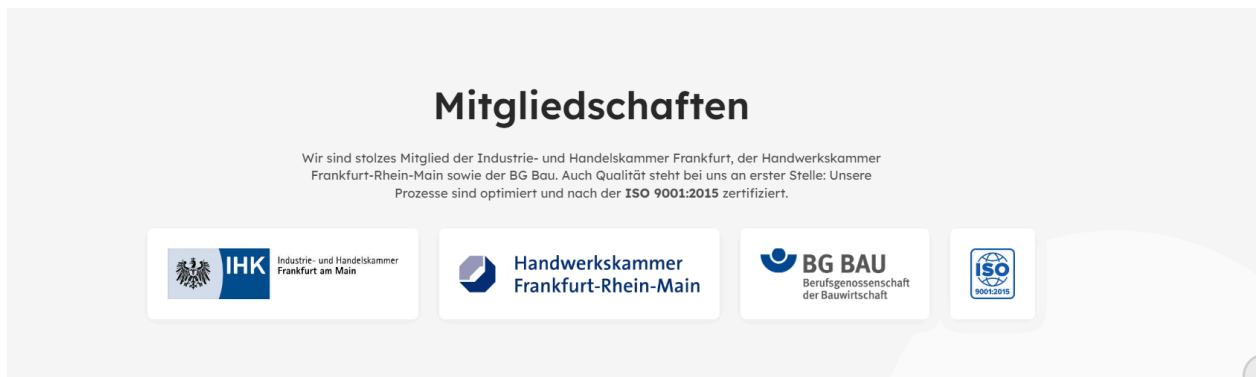 Mitgliedschaften
Wir sind stolzes Mitglied der Industrie- und Handelskammer Frankfurt, der Handwerkskammer
Frankfurt-Rhein-Main sowie der BG Bau. Auch Qualität steht bei uns an erster Stelle: Unsere
Prozesse sind optimiert und nach der ISO 9001:2015 zertifiziert.
IHK
Industrie- und Handelskammer
Frankfurt am Main
Handwerkskammer
Frankfurt-Rhein-Main
BG BAU
Berufsgenossenschaft
der Bauwirtschaft
ISO
9001:2015